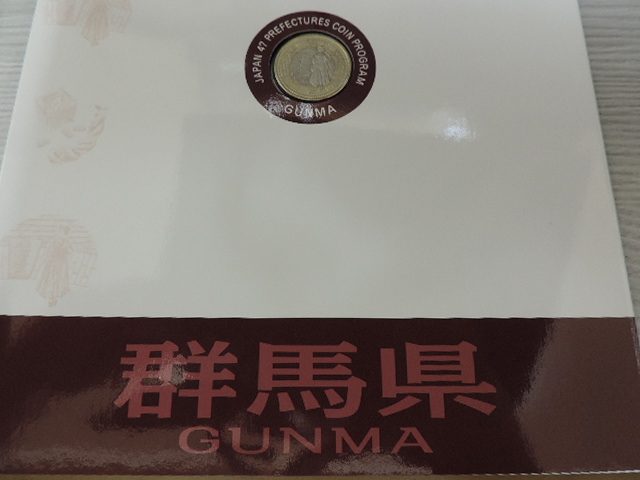 JAPAN 47 PREFECTURES COIN PROGRAM
GUNMA
群馬県
GUNMA